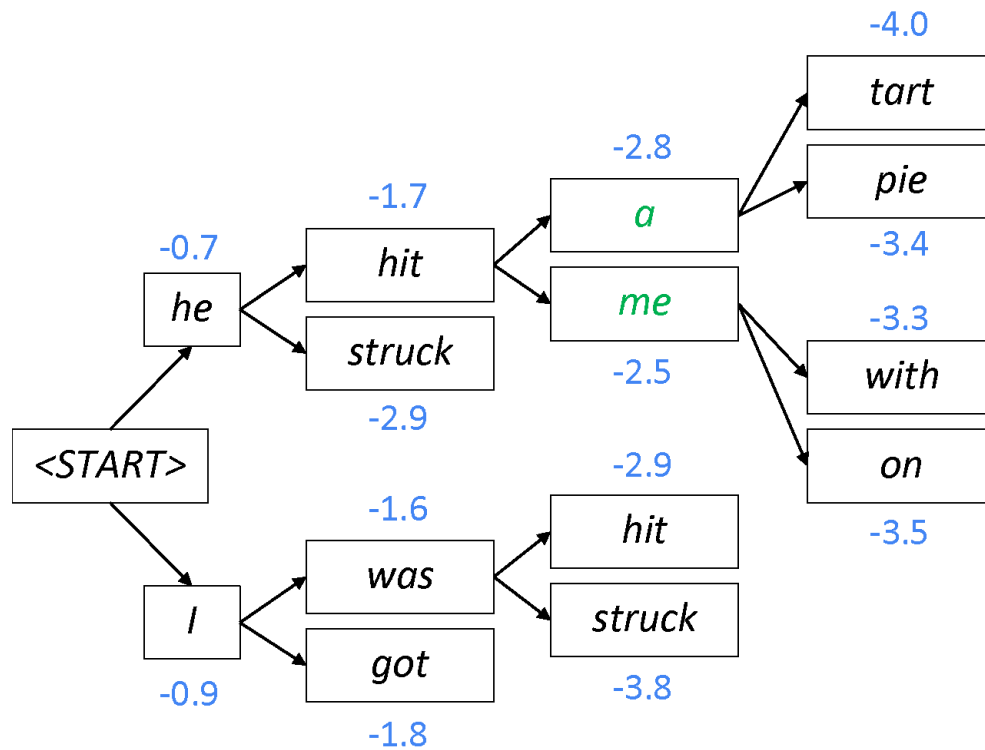 -4.0
tart
-2.8
pie
-1.7
a
-3.4
-0.7
hit
me
-3.3
he
struck
-2.5
with
-2.9
<START>
-2.9
on
-1.6
hit
-3.5
was
I
struck
got
-0.9
-3.8
-1.8